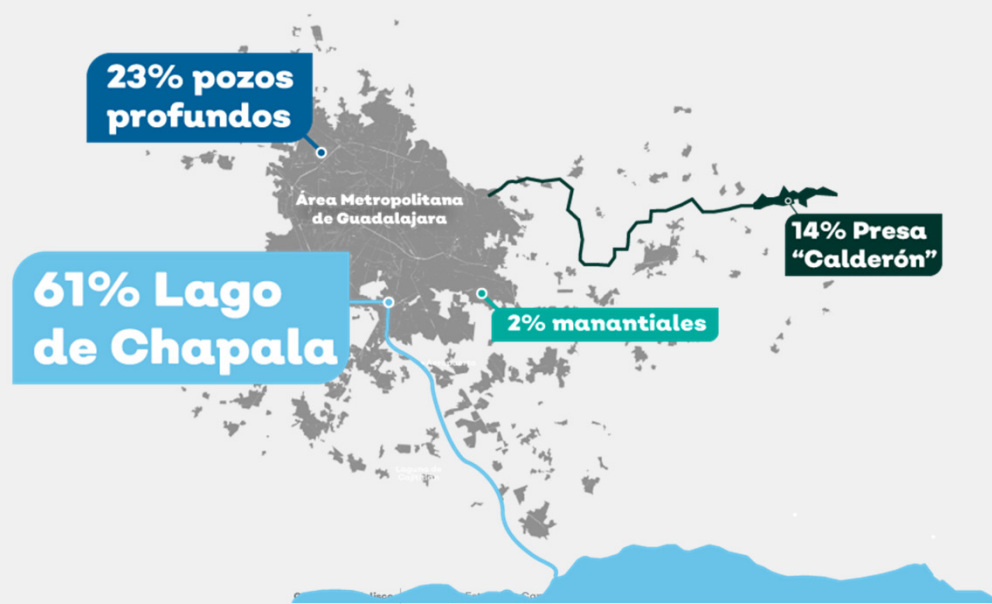 23% pozos
profundos
Área Metropolitana
de Guadalajara
14% Presa
“Calderón”
61% Lago
de Chapala
2% manantiales